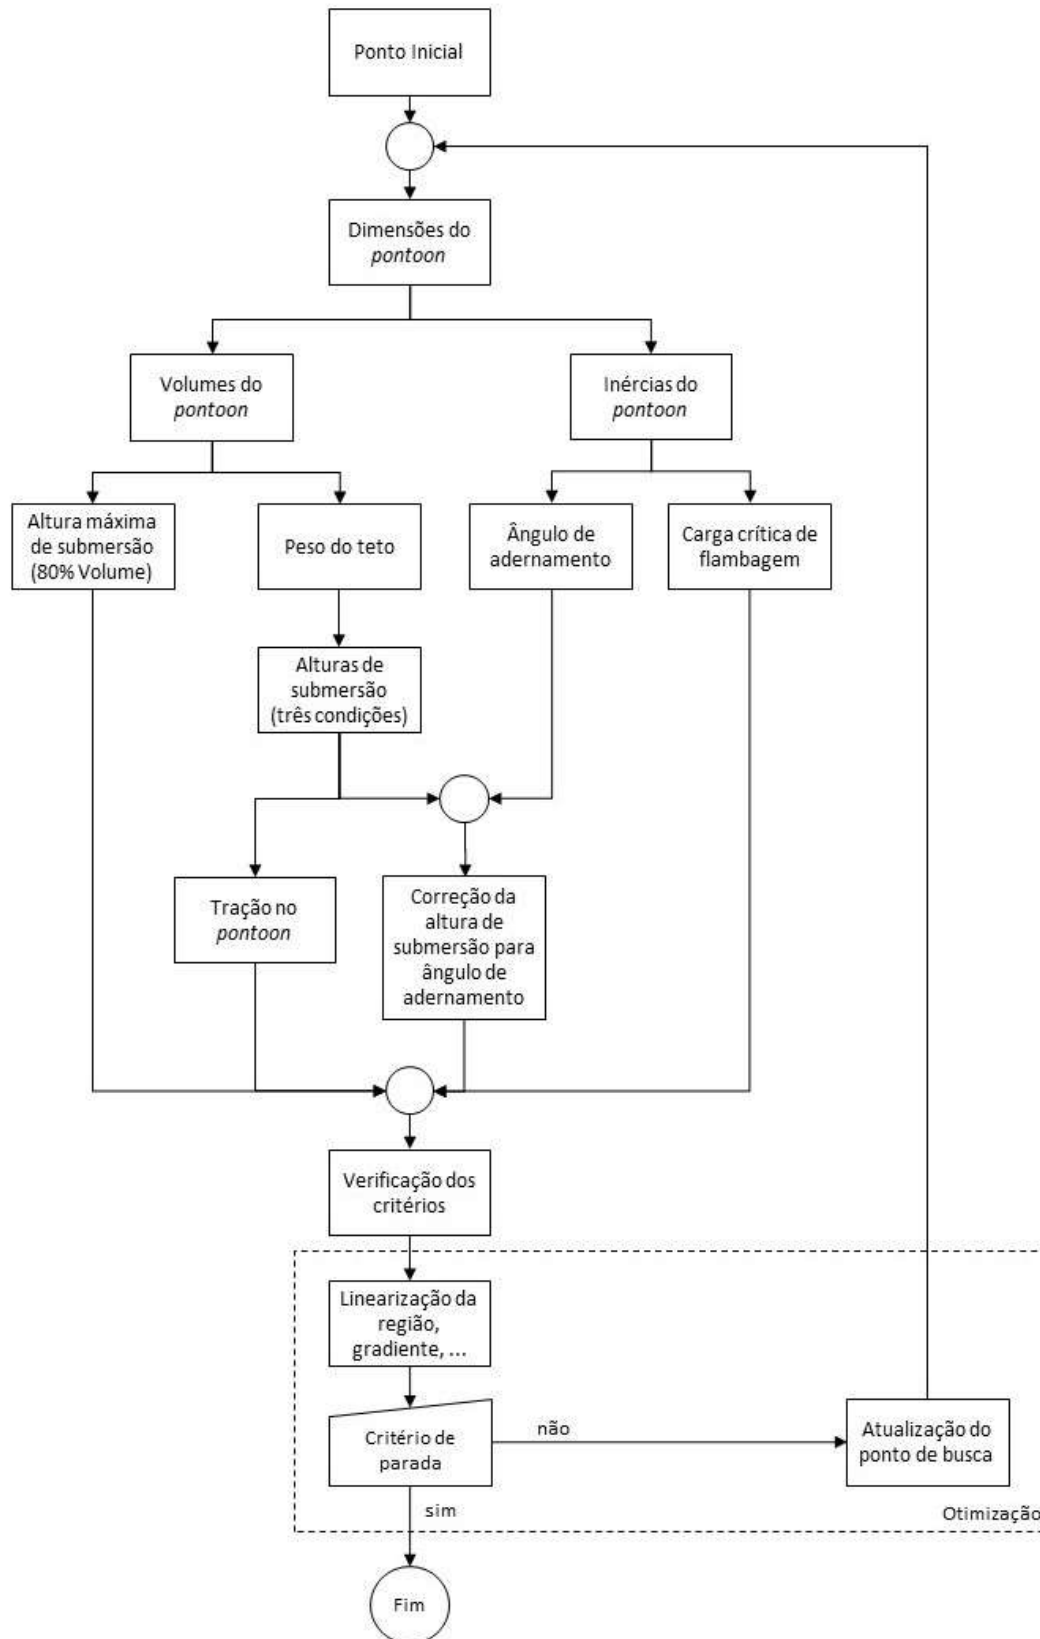 Ponto Inicial
Dimensões do
pontoon
Volumes do
pontoon
Inércias do
pontoon
Altura máxima
de submersão
(80% Volume)
Peso do teto
Ângulo de
adernamento
Carga crítica de
flambagem
Alturas de
submersão
(três condições)
Tração no
pontoon
Correção da
altura de
submersão para
ângulo de
adernamento
Verificação dos
critérios
Linearização da
região,
gradiente, ...
Critério de
parada
não
Atualização do
ponto de busca
sim
Otimização
Fim